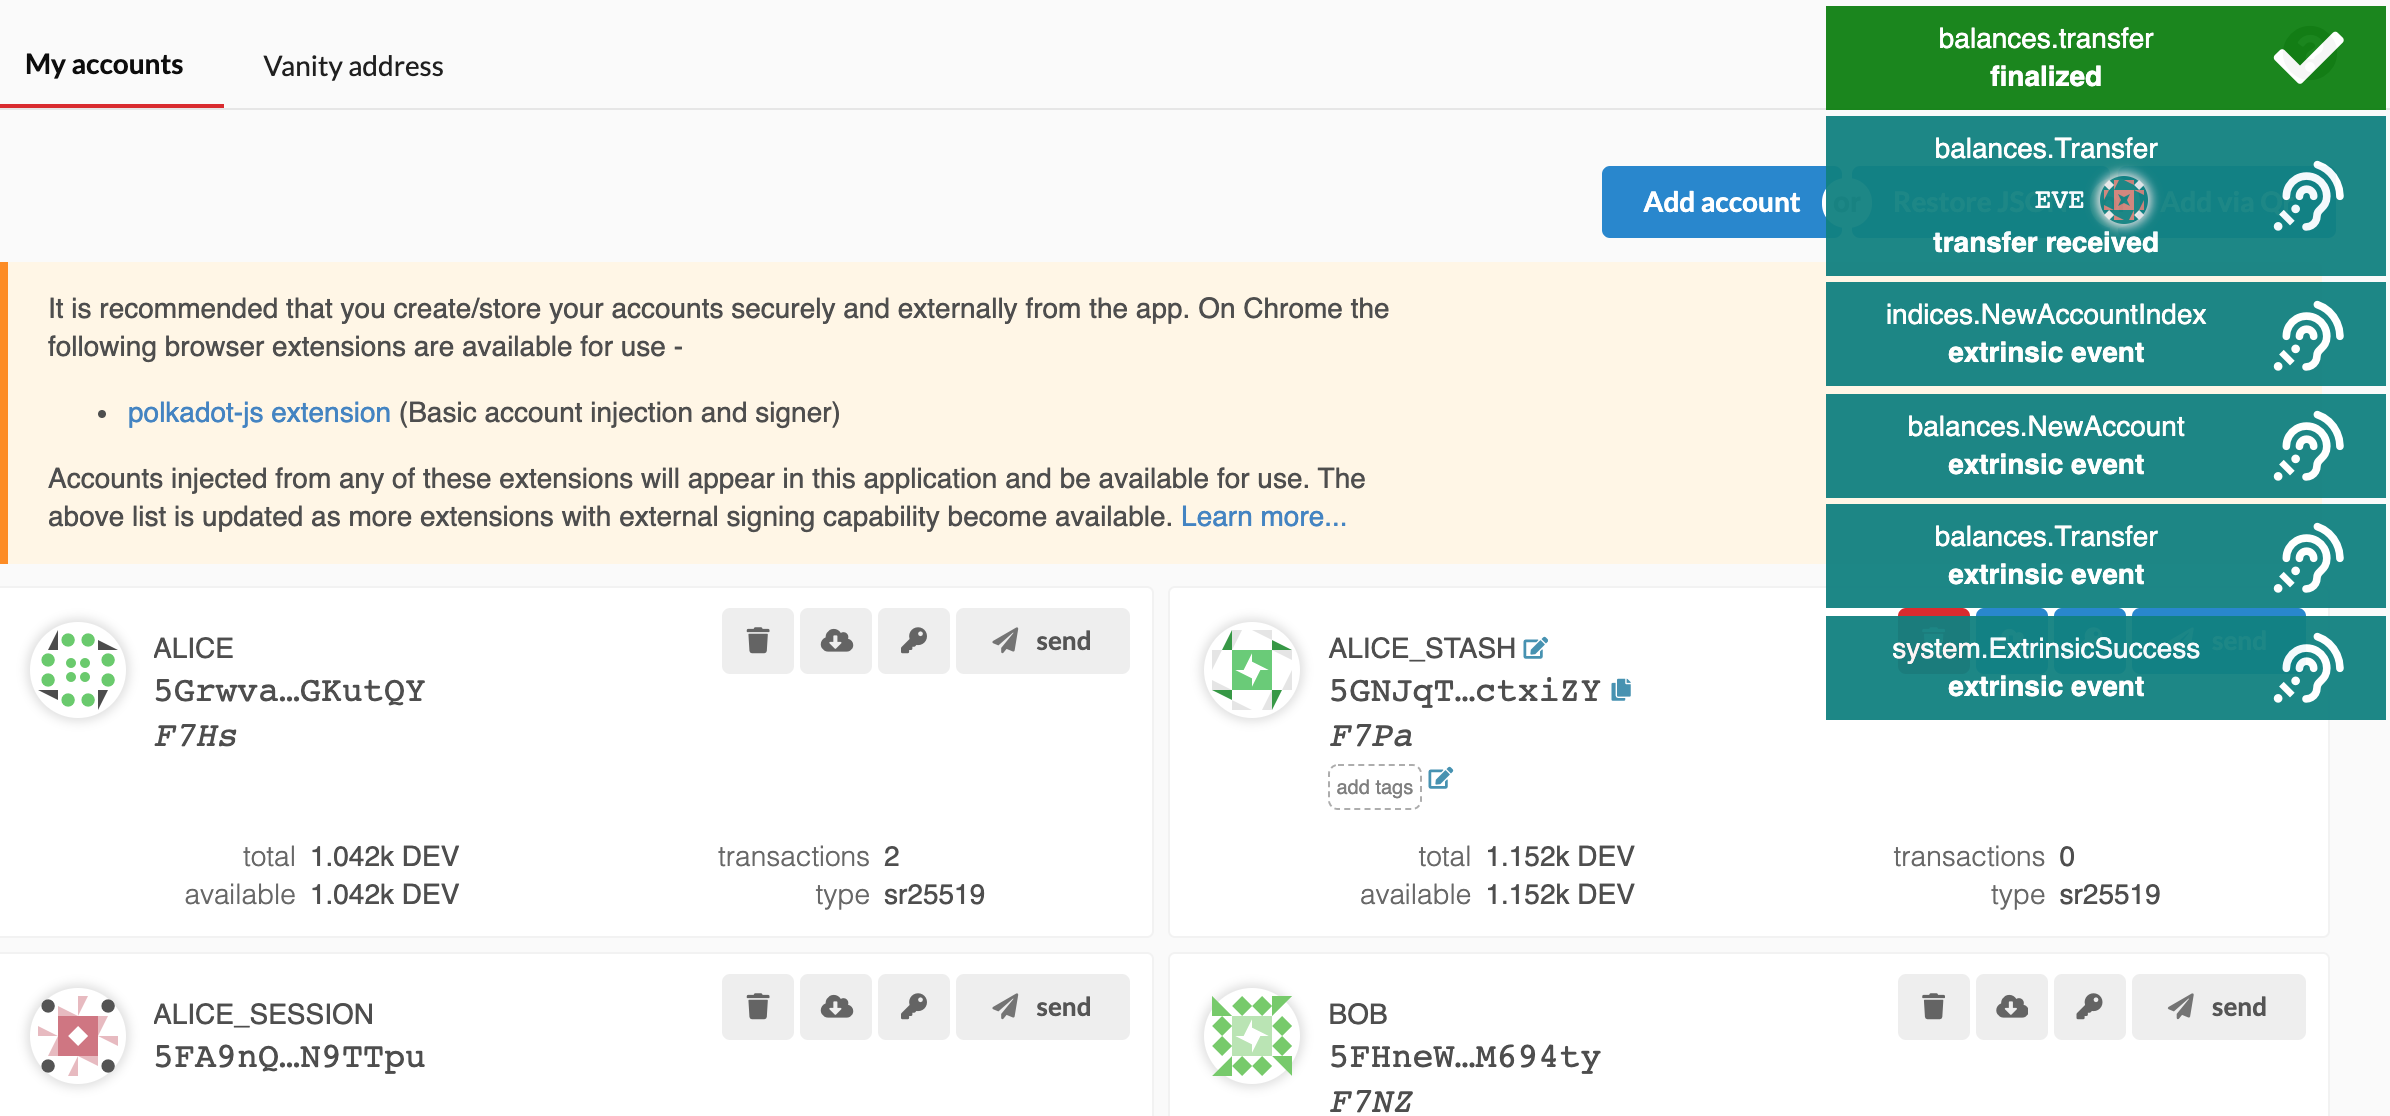 My accounts
Vanity address
balances.transfer
finalized
balances.Transfer
EVE
transfer received
indices.NewAccountIndex
extrinsic event
balances.NewAccount
extrinsic event
balances.Transfer
extrinsic event
system.ExtrinsicSuccess
extrinsic event
Add account
or
Restore JS
Add via Q
It is recommended that you create/store your accounts securely and externally from the app. On Chrome the
following browser extensions are available for use -
• polkadot-js extension (Basic account injection and signer)
Accounts injected from any of these extensions will appear in this application and be available for use. The
above list is updated as more extensions with external signing capability become available. Learn more...
ALICE
5Grwva…GKutQY
F7Hs
send
total 1.042k DEV
transactions 2
available 1.042k DEV
type sr25519
ALICE_STASH
5GNJqT…ctxiZY
F7Pa
add tags
send
total 1.152k DEV
transactions 0
available 1.152k DEV
type sr25519
ALICE_SESSION
5FA9nQ…N9TTpu
send
BOB
5FHneW…M694ty
F7NZ
send